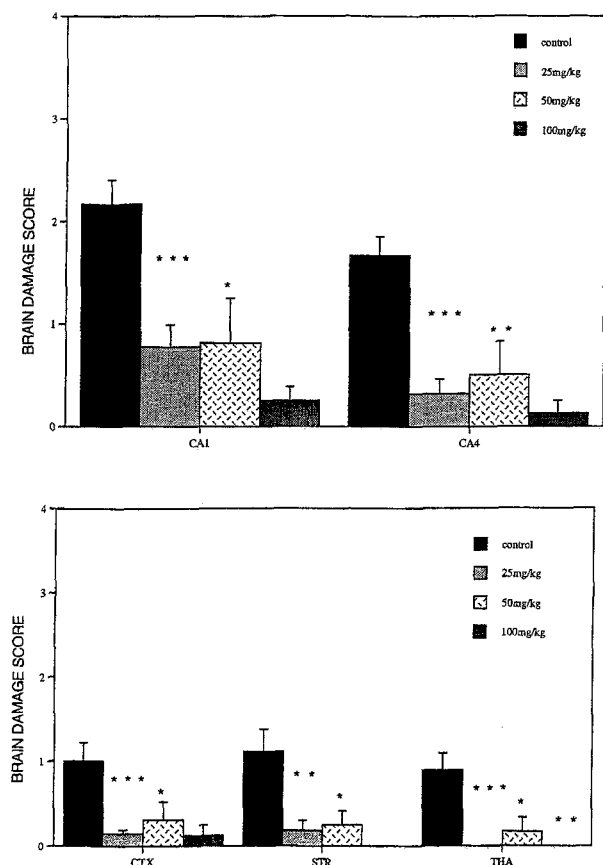 4
control
25mg/kg
50mg/kg
100mg/kg
3
BRAIN DAMAGE SCORE
2
* * *
*
1
* * *
* *
0
CA1 CA4
4
control
25mg/kg
50mg/kg
100mg/kg
3
BRAIN DAMAGE SCORE
2
1
* * * * * * * * * * * * *
0
CTX STR THA